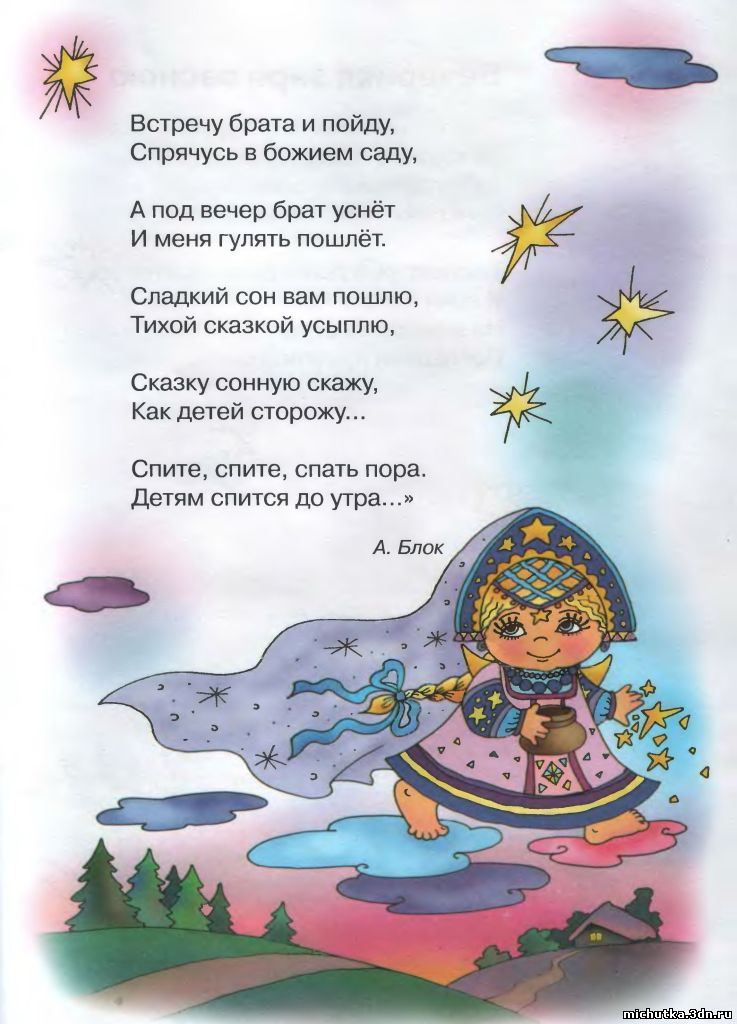 Встречу брата и пойду,
Спрячусь в божием саду,
А под вечер брат уснёт
И меня гулять пошлёт.
Сладкий сон вам пошлю,
Тихой сказкой усыплю,
Сказку сонную скажу,
Как детей сторожу...
Спите, спите, спать пора.
Детям спится до утра...»
А. Блок
michutka.3dn.ru